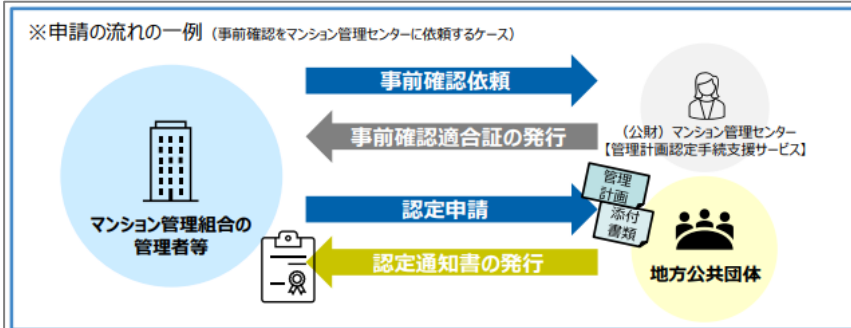 ※申請の流れの一例（事前確認をマンション管理センターに依頼するケース）
事前確認依頼
事前確認適合証の発行
（公財）マンション管理センター
【管理計画認定手続支援サービス】
マンション管理組合の
管理者等
認定申請
管理
計画
添付
書類
認定通知書の発行
地方公共団体